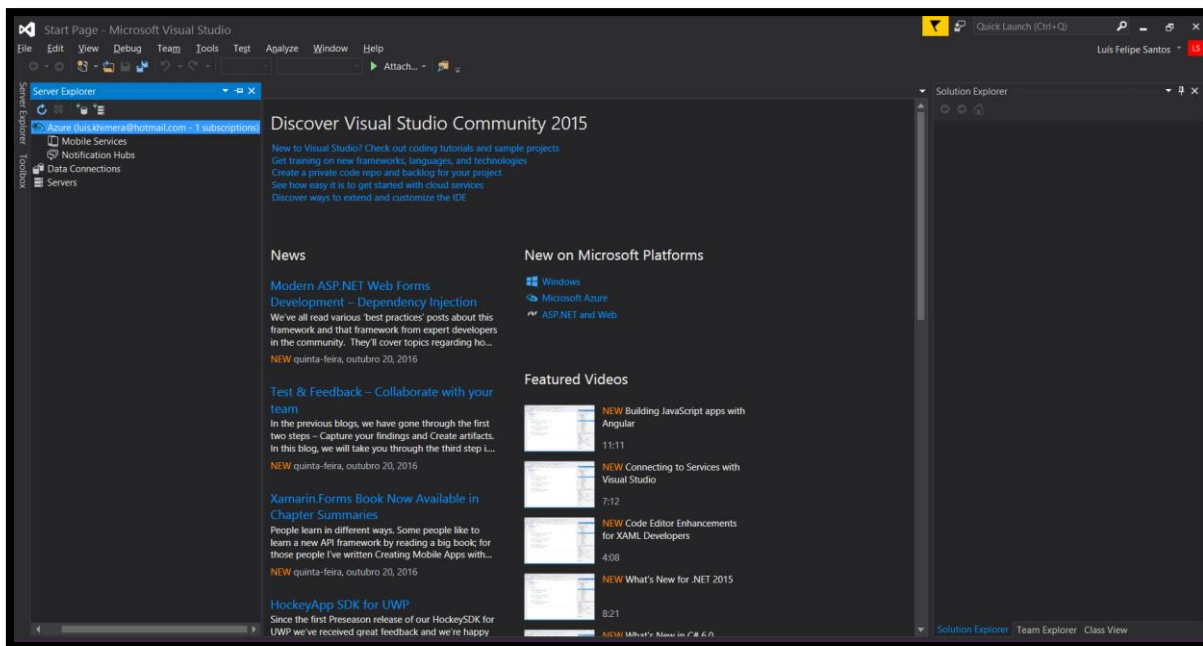 Start Page - Microsoft Visual Studio
Quick Launch (Ctrl+Q)
File Edit View Debug Team Tools Test Analyze Window Help
Luís Felipe Santos LS
Attach...
Server Explorer
Toolbox
Server Explorer
Azure (luis.khimera@hotmail.com - 1 subscriptions)
Mobile Services
Notification Hubs
Data Connections
Servers
Discover Visual Studio Community 2015
New to Visual Studio? Check out coding tutorials and sample projects
Get training on new frameworks, languages, and technologies
Create a private code repo and backlog for your project
See how easy it is to get started with cloud services
Discover ways to extend and customize the IDE
News
Modern ASP.NET Web Forms
Development – Dependency Injection
We've all read various 'best practices' posts about this
framework and that framework from expert developers
in the community. They'll cover topics regarding ho...
NEW quinta-feira, outubro 20, 2016
Test & Feedback – Collaborate with your
team
In the previous blogs, we have gone through the first
two steps – Capture your findings and Create artifacts.
In this blog, we will take you through the third step i....
NEW quinta-feira, outubro 20, 2016
Xamarin.Forms Book Now Available in
Chapter Summaries
People learn in different ways. Some people like to
learn a new API framework by reading a big book; for
those people I've written Creating Mobile Apps with...
NEW quinta-feira, outubro 20, 2016
HockeyApp SDK for UWP
Since the first Preseason release of our HockeySDK for
UWP we've received great feedback and we're happy
New on Microsoft Platforms
Windows
Microsoft Azure
ASP.NET and Web
Featured Videos
NEW Building JavaScript apps with
Angular
11:11
NEW Connecting to Services with
Visual Studio
7:12
NEW Code Editor Enhancements
for XAML Developers
4:08
NEW What's New for .NET 2015
8:21
NEW What's New in C# 6.0
Solution Explorer
Solution Explorer Team Explorer Class View